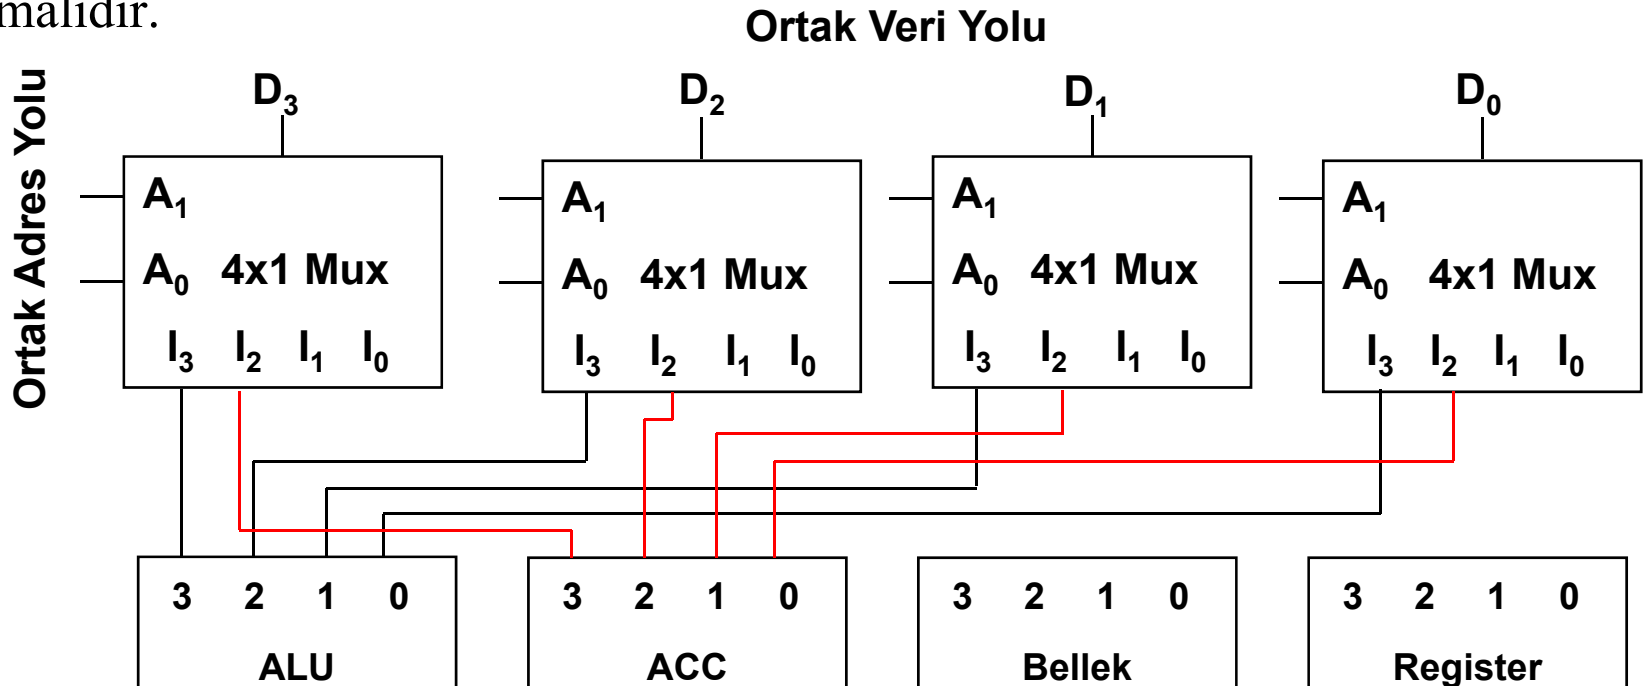 malıdır.
Ortak Veri Yolu
Ortak Adres Yolu
D₃ D₂ D₁ D₀
A₁ A₁ A₁ A₁
A₀ 4x1 Mux A₀ 4x1 Mux A₀ 4x1 Mux A₀ 4x1 Mux
I₃ I₂ I₁ I₀ I₃ I₂ I₁ I₀ I₃ I₂ I₁ I₀ I₃ I₂ I₁ I₀
3 2 1 0 3 2 1 0 3 2 1 0 3 2 1 0
ALU ACC Bellek Register